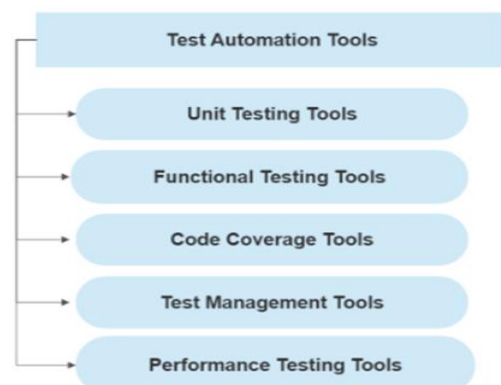 Test Automation Tools
Unit Testing Tools
Functional Testing Tools
Code Coverage Tools
Test Management Tools
Performance Testing Tools